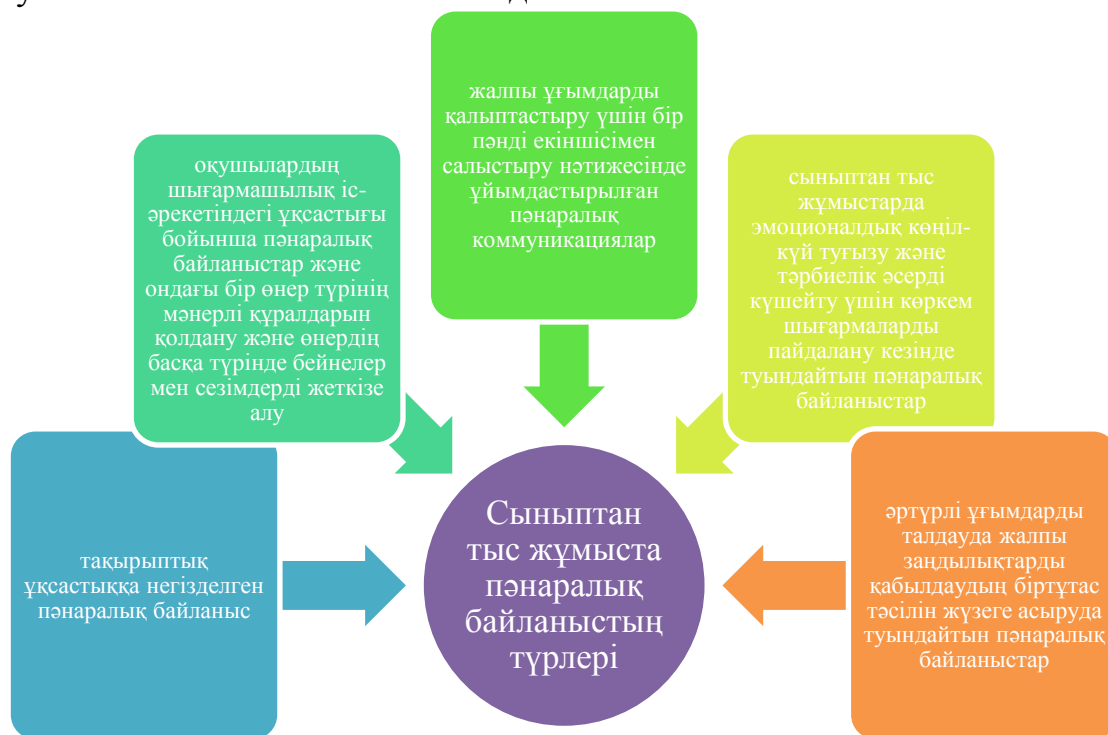 жалпы ұғымдарды
қалыптастыру үшін бір
пәнді екіншісімен
салыстыру нәтижесінде
ұйымдастырылған
пәнаралық
коммуникациялар
оқушылардың
шығармашылық іс-
әрекетіндегі ұқсастығы
бойынша пәнаралық
байланыстар және
ондағы бір өнер түрінің
мәнерлі құралдарын
қолдану және өнердің
басқа түрінде бейнелер
мен сезімдерді жеткізе
алу
сыныптан тыс
жұмыстарда
эмоционалдық көңіл-
күй туғызу және
тәрбиелік әсерді
күшейту үшін көркем
шығармаларды
пайдалану кезінде
туындайтын пәнаралық
байланыстар
тақырыптық
ұқсастыққа негізделген
пәнаралық байланыс
Сыныптан
тыс жұмыста
пәнаралық
байланыстың
түрлері
әртүрлі ұғымдарды
талдауда жалпы
заңдылықтарды
қабылдаудың біртұтас
тәсілін жүзеге асыруда
туындайтын пәнаралық
байланыстар